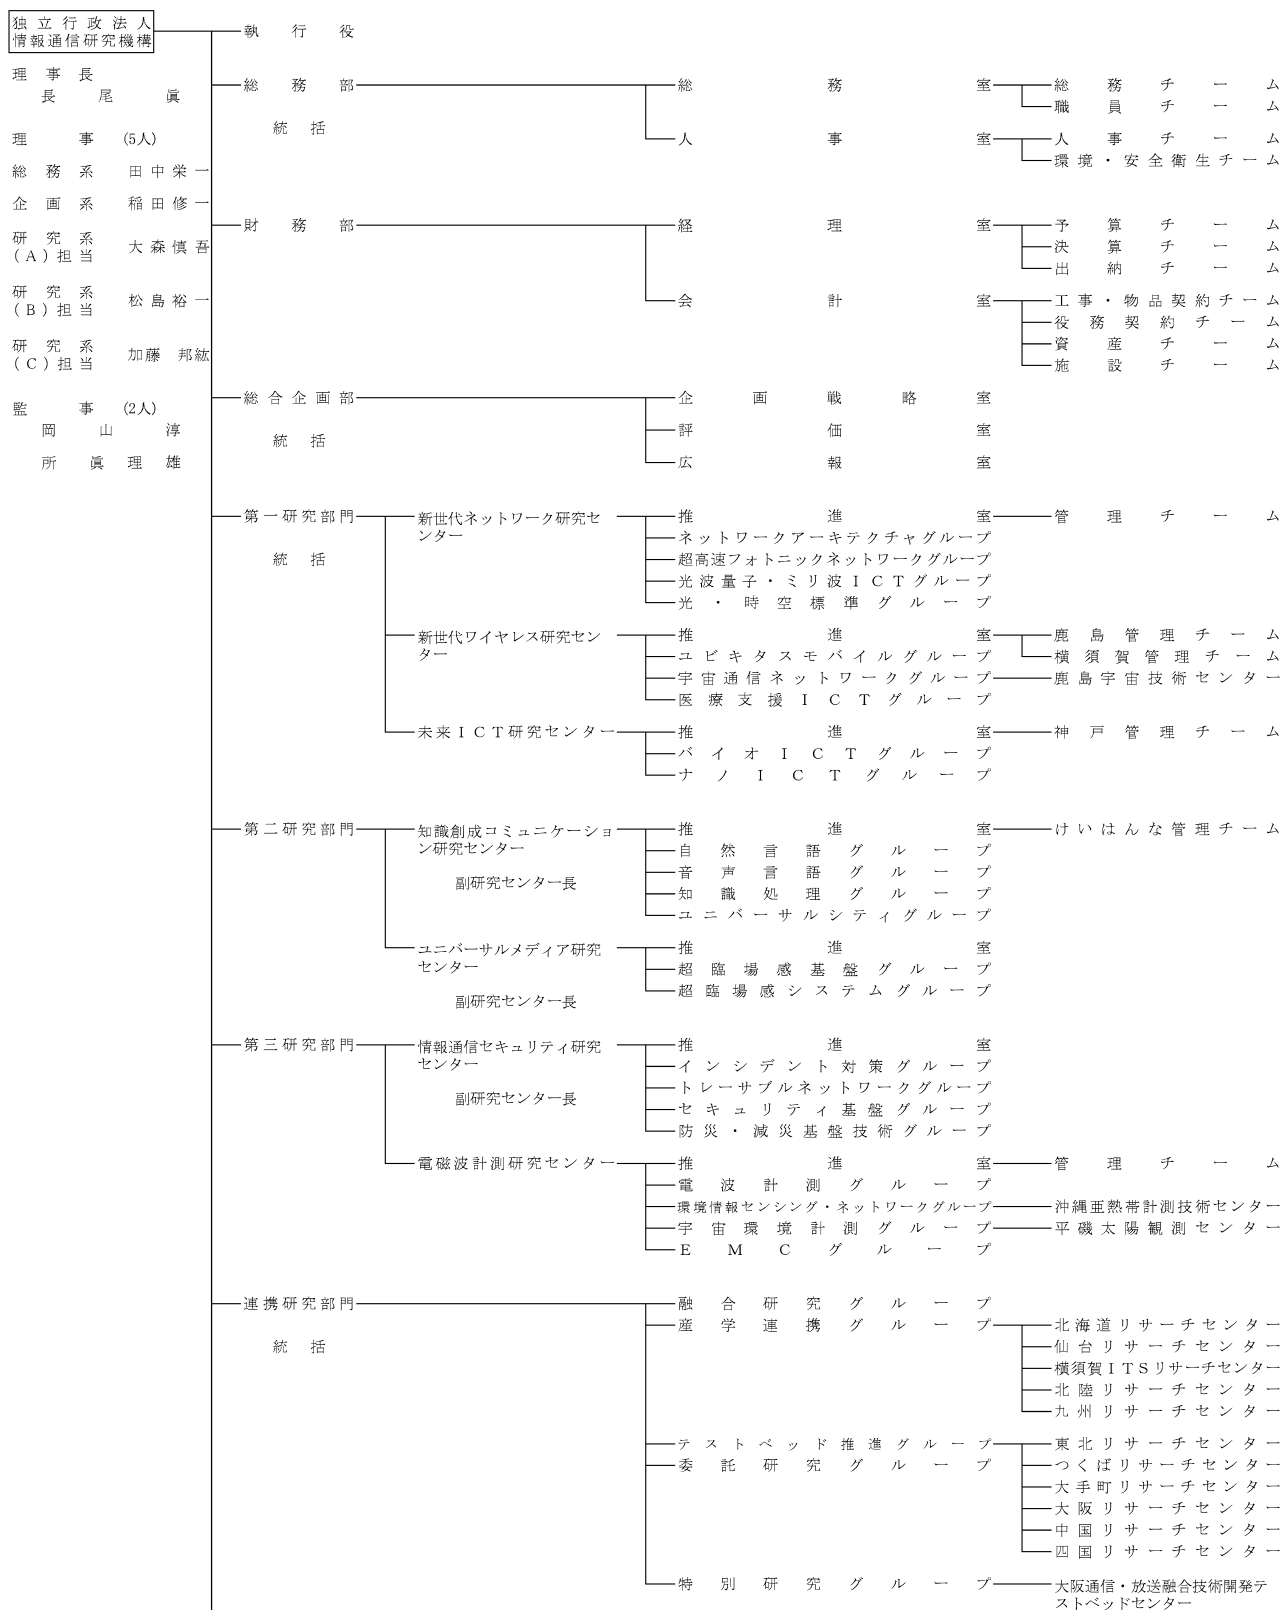 独立行政法人
情報通信研究機構
理事長
長尾眞
理事(5人)
総務系 田中栄一
企画系 稲田修一
研究系
(A)担当 大森慎吾
研究系
(B)担当 松島裕一
研究系
(C)担当 加藤邦紘
監事(2人)
岡山淳
所眞理雄
執行役
総務部
統括
総務室
総務チーム
職員チーム
人事室
人事チーム
環境・安全衛生チーム
財務部
経理室
予算チーム
決算チーム
出納チーム
会計室
工事・物品契約チーム
役務契約チーム
資産チーム
施設チーム
総合企画部
統括
企画戦略室
評価室
広報室
第一研究部門
統括
新世代ネットワーク研究セ
ンター
推進室
管理チーム
ネットワークアーキテクチャグループ
超高速フォトニックネットワークグループ
光波量子・ミリ波ICTグループ
光・時空標準グループ
新世代ワイヤレス研究セン
ター
推進室
鹿島管理チーム
横須賀管理チーム
ユビキタスモバイルグループ
宇宙通信ネットワークグループ
鹿島宇宙技術センター
医療支援ICTグループ
未来ICT研究センター
推進室
神戸管理チーム
バイオICTグループ
ナノICTグループ
第二研究部門
知識創成コミュニケーショ
ン研究センター
副研究センター長
推進室
けいはんな管理チーム
自然言語グループ
音声言語グループ
知識処理グループ
ユニバーサルシティグループ
ユニバーサルメディア研究
センター
副研究センター長
推進室
超臨場感基盤グループ
超臨場感システムグループ
第三研究部門
情報通信セキュリティ研究
センター
副研究センター長
推進室
インシデント対策グループ
トレーサブルネットワークグループ
セキュリティ基盤グループ
防災・減災基盤技術グループ
電磁波計測研究センター
推進室
管理チーム
電波計測グループ
環境情報センシング・ネットワークグループ
沖縄亜熱帯計測技術センター
宇宙環境計測グループ
平磯太陽観測センター
EMCグループ
連携研究部門
統括
融合研究グループ
産学連携グループ
北海道リサーチセンター
仙台リサーチセンター
横須賀ITSリサーチセンター
北陸リサーチセンター
九州リサーチセンター
テストベッド推進グループ
東北リサーチセンター
委託研究グループ
つくばリサーチセンター
大手町リサーチセンター
大阪リサーチセンター
中国リサーチセンター
四国リサーチセンター
特別研究グループ
大阪通信・放送融合技術開発テ
ストベッドセンター